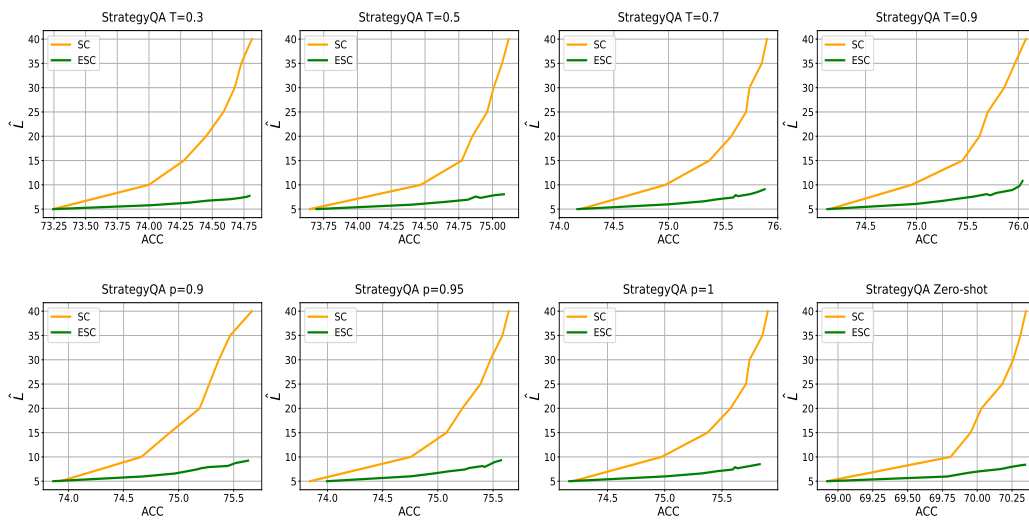 StrategyQA T=0.3
SC
ESC
40
35
30
25
20
15
10
5
L̂
73.25 73.50 73.75 74.00 74.25 74.50 74.75
ACC
StrategyQA T=0.5
SC
ESC
40
35
30
25
20
15
10
5
L̂
73.75 74.00 74.25 74.50 74.75 75.00
ACC
StrategyQA T=0.7
SC
ESC
40
35
30
25
20
15
10
5
L̂
74.0 74.5 75.0 75.5 76.0
ACC
StrategyQA T=0.9
SC
ESC
40
35
30
25
20
15
10
5
L̂
74.5 75.0 75.5 76.0
ACC
StrategyQA p=0.9
SC
ESC
40
35
30
25
20
15
10
5
L̂
74.0 74.5 75.0 75.5
ACC
StrategyQA p=0.95
SC
ESC
40
35
30
25
20
15
10
5
L̂
74.0 74.5 75.0 75.5
ACC
StrategyQA p=1
SC
ESC
40
35
30
25
20
15
10
5
L̂
74.5 75.0 75.5
ACC
StrategyQA Zero-shot
SC
ESC
40
35
30
25
20
15
10
5
L̂
69.00 69.25 69.50 69.75 70.00 70.25
ACC